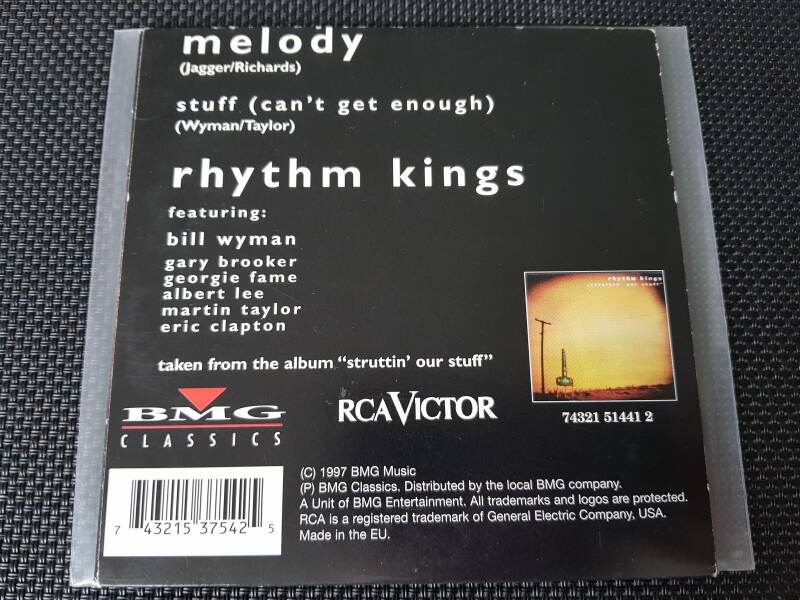 melody
(Jagger/Richards)
stuff (can't get enough)
(Wyman/Taylor)
rhythm kings
featuring:
bill wyman
gary brooker
georgie fame
albert lee
martin taylor
eric clapton
taken from the album "struttin' our stuff"
rhythm kings
„struttin' our stuff"
74321 51441 2
BMG
CLASSICS
RCAVICTOR
7 43215 37542 5
(C) 1997 BMG Music
(P) BMG Classics. Distributed by the local BMG company.
A Unit of BMG Entertainment. All trademarks and logos are protected.
RCA is a registered trademark of General Electric Company, USA.
Made in the EU.